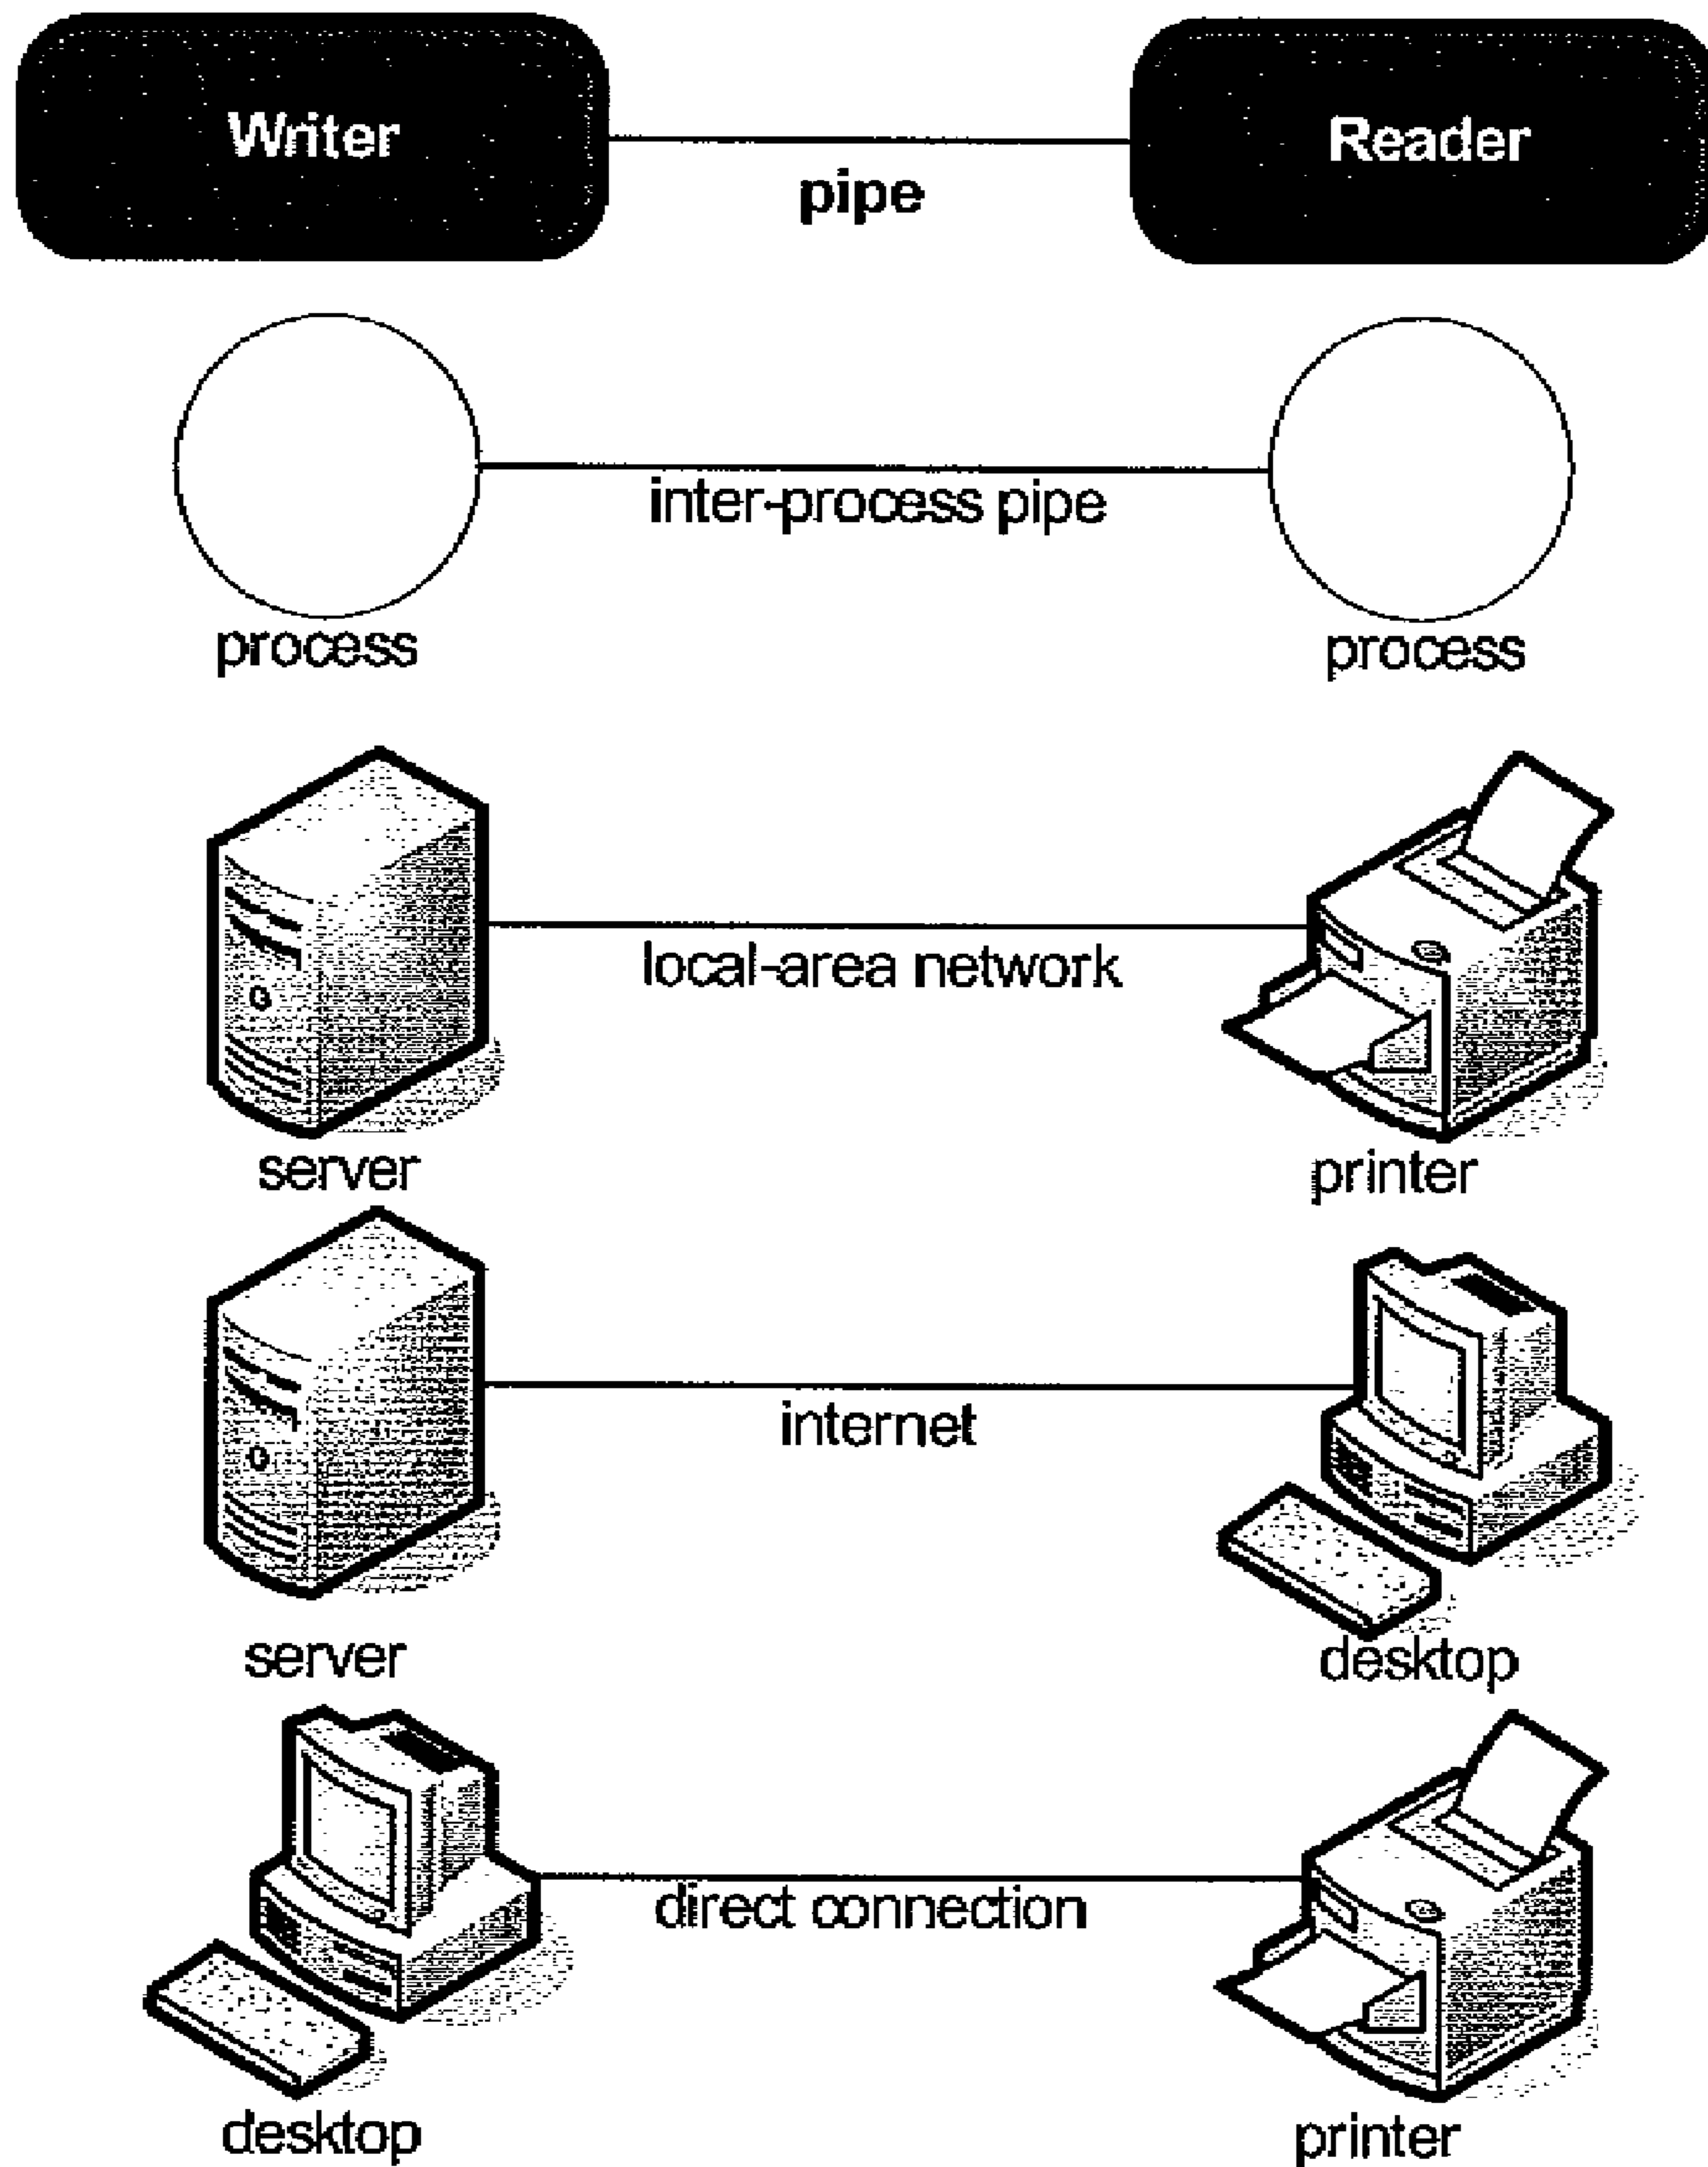 Writer
Reader
pipe
inter-process pipe
process
process
local-area network
server
printer
internet
server
desktop
direct connection
desktop
printer